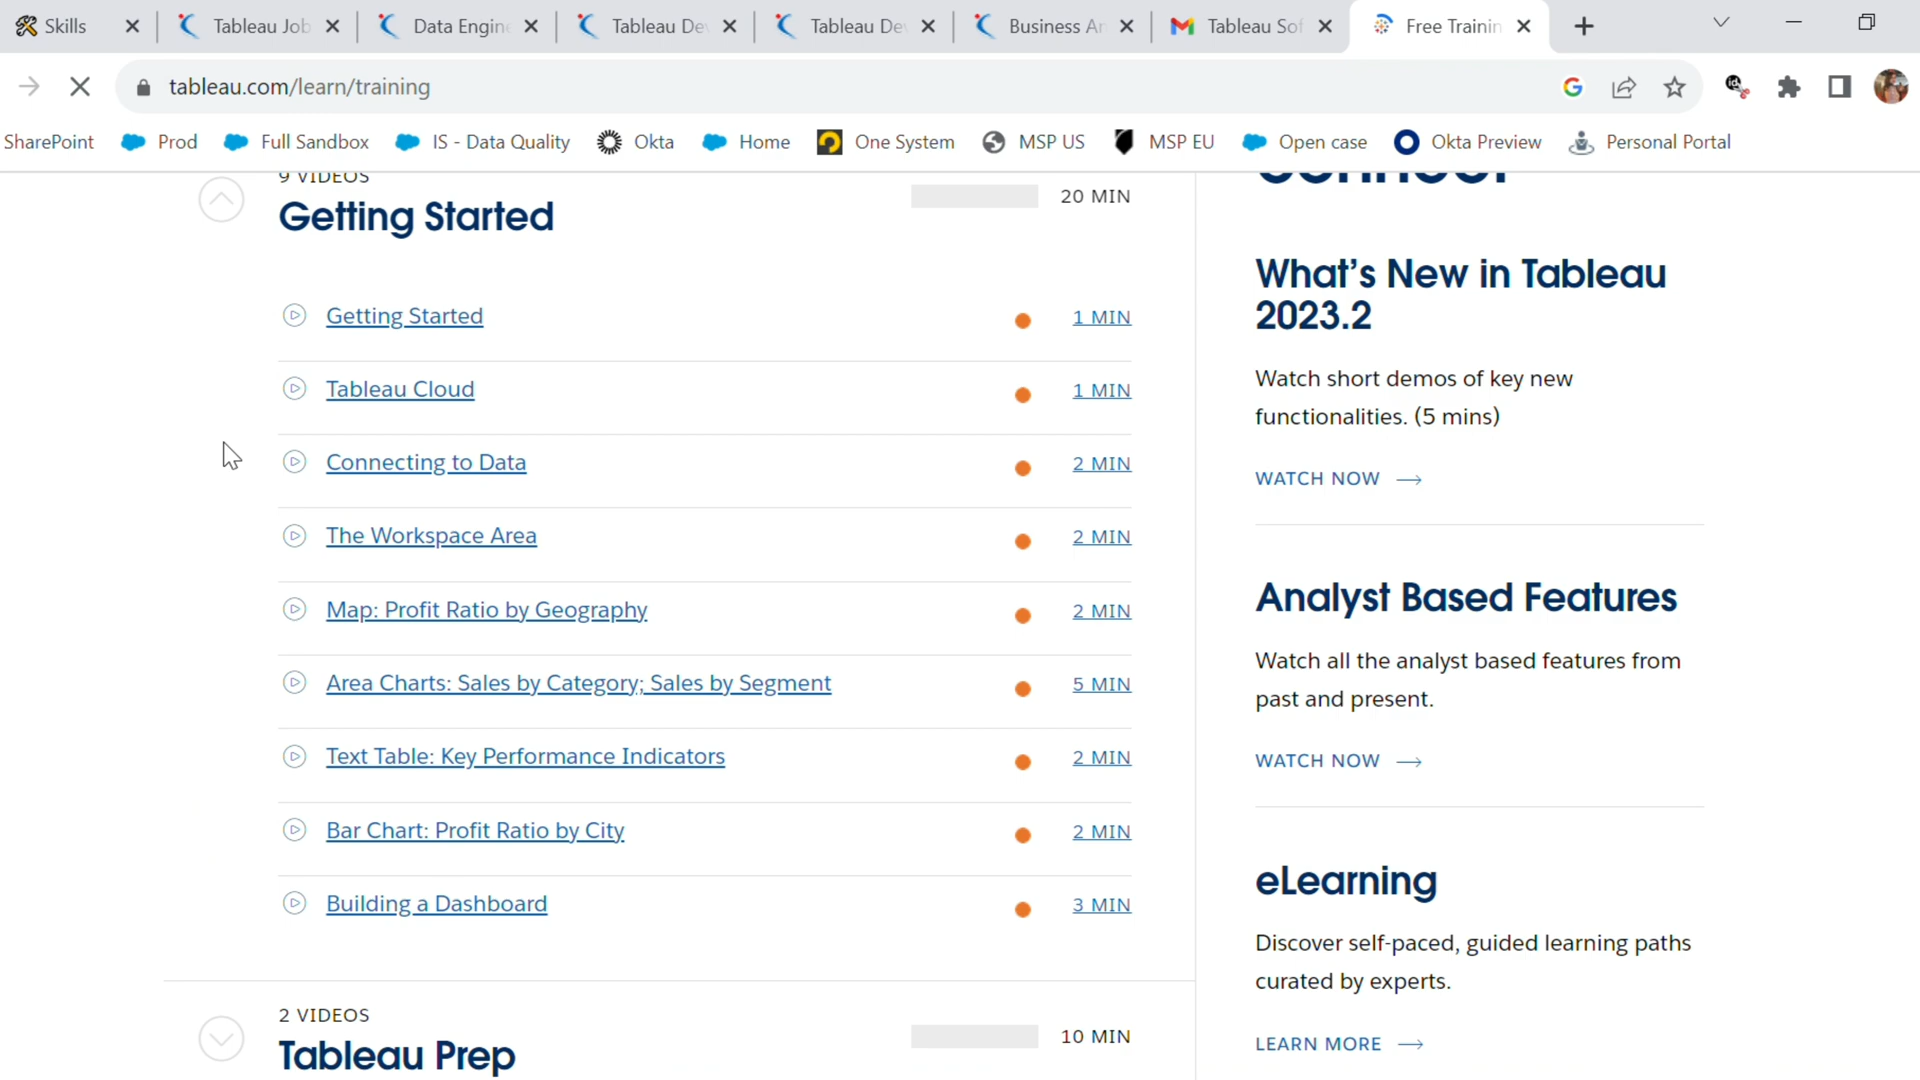 Skills
Tableau Job
Data Engine
Tableau De
Tableau De
Business An
Tableau Sof
Free Trainin
tableau.com/learn/training
SharePoint
Prod
Full Sandbox
IS - Data Quality
Okta
Home
One System
MSP US
MSP EU
Open case
Okta Preview
Personal Portal
9 VIDEOS
Getting Started
20 MIN
Getting Started
1 MIN
Tableau Cloud
1 MIN
Connecting to Data
2 MIN
The Workspace Area
2 MIN
Map: Profit Ratio by Geography
2 MIN
Area Charts: Sales by Category; Sales by Segment
5 MIN
Text Table: Key Performance Indicators
2 MIN
Bar Chart: Profit Ratio by City
2 MIN
Building a Dashboard
3 MIN
2 VIDEOS
Tableau Prep
10 MIN
What's New in Tableau
2023.2
Watch short demos of key new
functionalities. (5 mins)
WATCH NOW
Analyst Based Features
Watch all the analyst based features from
past and present.
WATCH NOW
eLearning
Discover self-paced, guided learning paths
curated by experts.
LEARN MORE